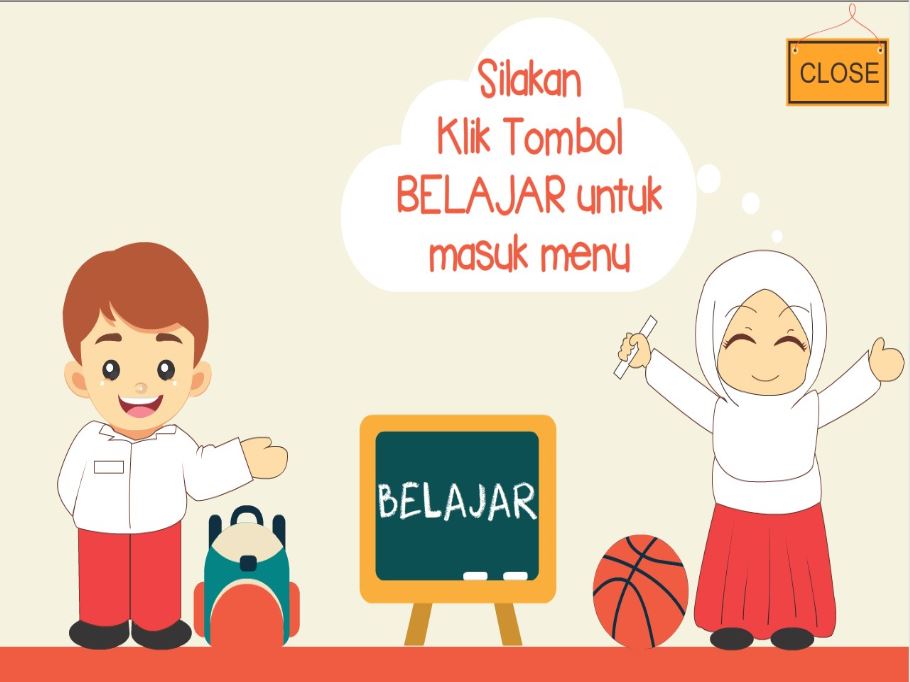 Silakan
Klik Tombol
BELAJAR untuk
masuk menu
CLOSE
BELAJAR